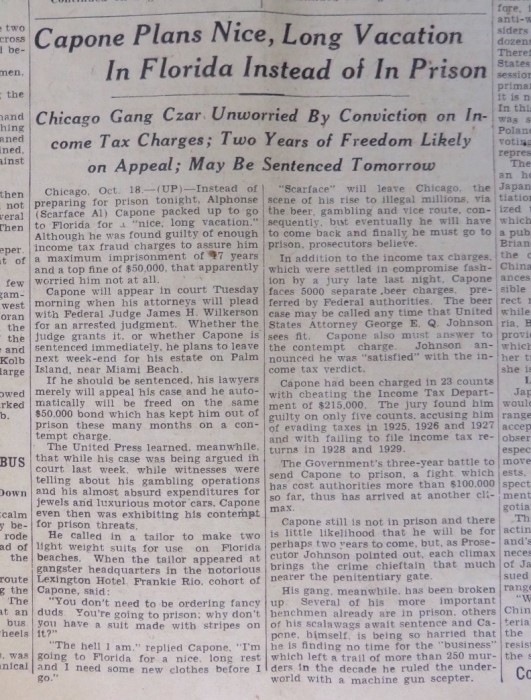 Capone Plans Nice, Long Vacation
In Florida Instead of In Prison
Chicago Gang Czar Unworried By Conviction on In-
come Tax Charges; Two Years of Freedom Likely
on Appeal; May Be Sentenced Tomorrow
Chicago, Oct. 18.—(UP)—Instead of
preparing for prison tonight, Alphonse
(Scarface Al) Capone packed up to go
to Florida for a "nice, long vacation."
Although he was found guilty of enough
income tax fraud charges to assure him
a maximum imprisonment of 17 years
and a top fine of $50,000, that apparently
worried him not at all.
Capone will appear in court Tuesday
morning when his attorneys will plead
with Federal Judge James H. Wilkerson
for an arrested judgment. Whether the
judge grants it, or whether Capone is
sentenced immediately, he plans to leave
next week-end for his estate on Palm
Island, near Miami Beach.
If he should be sentenced, his lawyers
merely will appeal his case and he auto-
matically will be returned to society on the same
$50,000 bond which has kept him out of
prison these many months on a con-
tempt charge.
The United Press learned, meanwhile,
that while his case was being argued in
court last week, while witnesses were
telling about his gambling operations
and his almost absurd expenditures for
jewels and luxurious motor cars, Capone
even then was exhibiting his contempt
for prison threats.
He called in a tailor to make two
light weight suits for use on Florida
beaches. When the tailor appeared at
gangster headquarters in the notorious
Lexington Hotel, Frankie Rio, cohort of
Capone, said:
"You don't need to be ordering fancy
duds. You're going to prison; why don't
you have a suit made with stripes on
it?"
"The hell I am," replied Capone, "I'm
going to Florida for a nice, long rest
and I need some new clothes before I
go."
"Scarface" will leave Chicago, the
scene of his rise to illegal millions, via
the beer, gambling and vice route, con-
sequently, but eventually he will have
to come back and finally he must go to
prison, prosecutors believe.
In addition to the income tax charges,
which were settled in compromise fash-
ion by a jury late last night, Capone
faces 5000 separate beer charges, pre-
ferred by Federal authorities. The beer
case may be called any time that United
States Attorney George E. Q. Johnson
sees fit. Capone also must answer to
the contempt charge. Johnson an-
nounced he was "satisfied" with the in-
come tax verdict.
Capone had been charged in 23 counts
with cheating the Income Tax Depart-
ment of $215,000. The jury found him
guilty on only five counts, accusing him
of evading taxes in 1925, 1926 and 1927
and with failing to file income tax re-
turns in 1928 and 1929.
The Government's three-year battle to
send Capone to prison, a fight which
has cost authorities more than $100,000
so far, thus has arrived at another cli-
max.
Capone still is not in prison and there
is little likelihood that he will be for
perhaps two years to come, but, as Prose-
cutor Johnson pointed out, each climax
brings the crime chieftain that much
nearer the penitentiary gate.
His gang, meanwhile, has been broken
up. Several of his more important
henchmen already are in prison, others
of his scalawags await sentence and Ca-
pone, himself, is being so harried that
he is finding no time for the "business"
which left a trail of more than 250 mur-
ders in the decade he ruled the under-
world with a machine gun scepter.